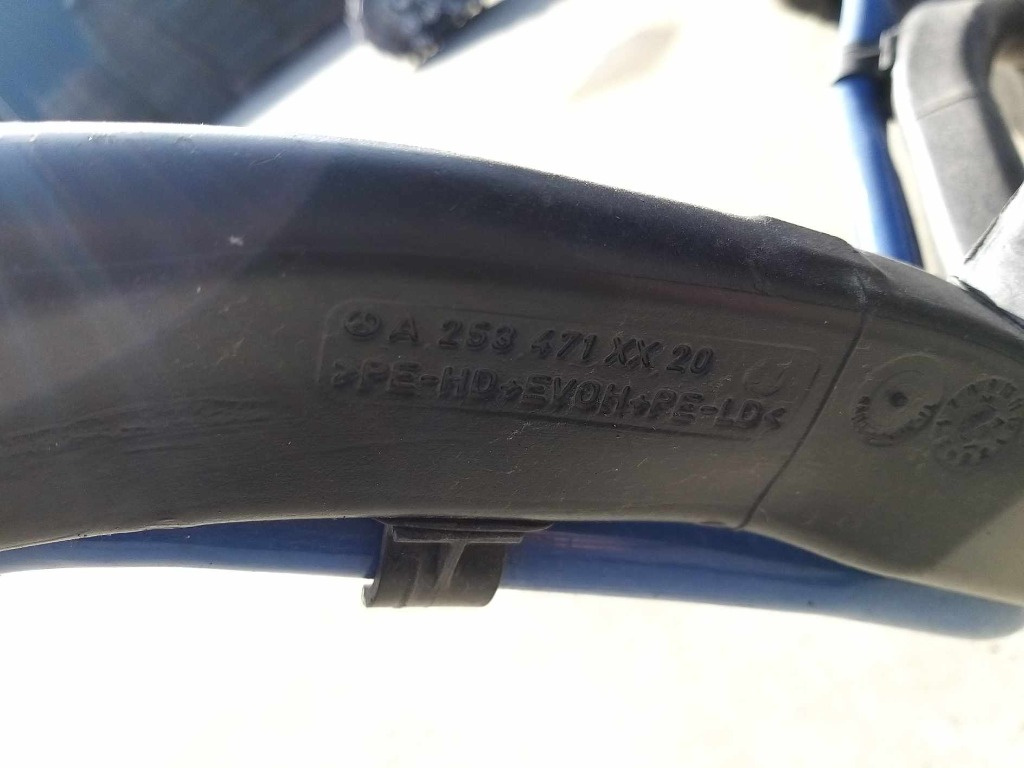 A 253 471 XX 20
>PE-HD+EVOH+PE-LD<